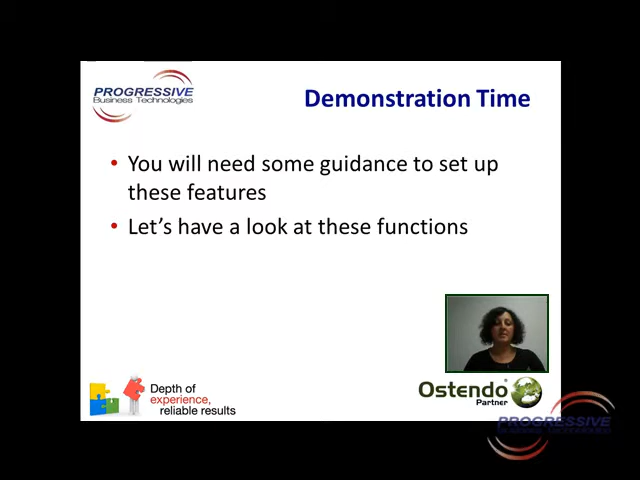 PROGRESSIVE
Business Technologies
Demonstration Time
• You will need some guidance to set up
these features
• Let's have a look at these functions
Depth of
experience,
reliable results
Ostendo
Partner
PROGRESSIVE